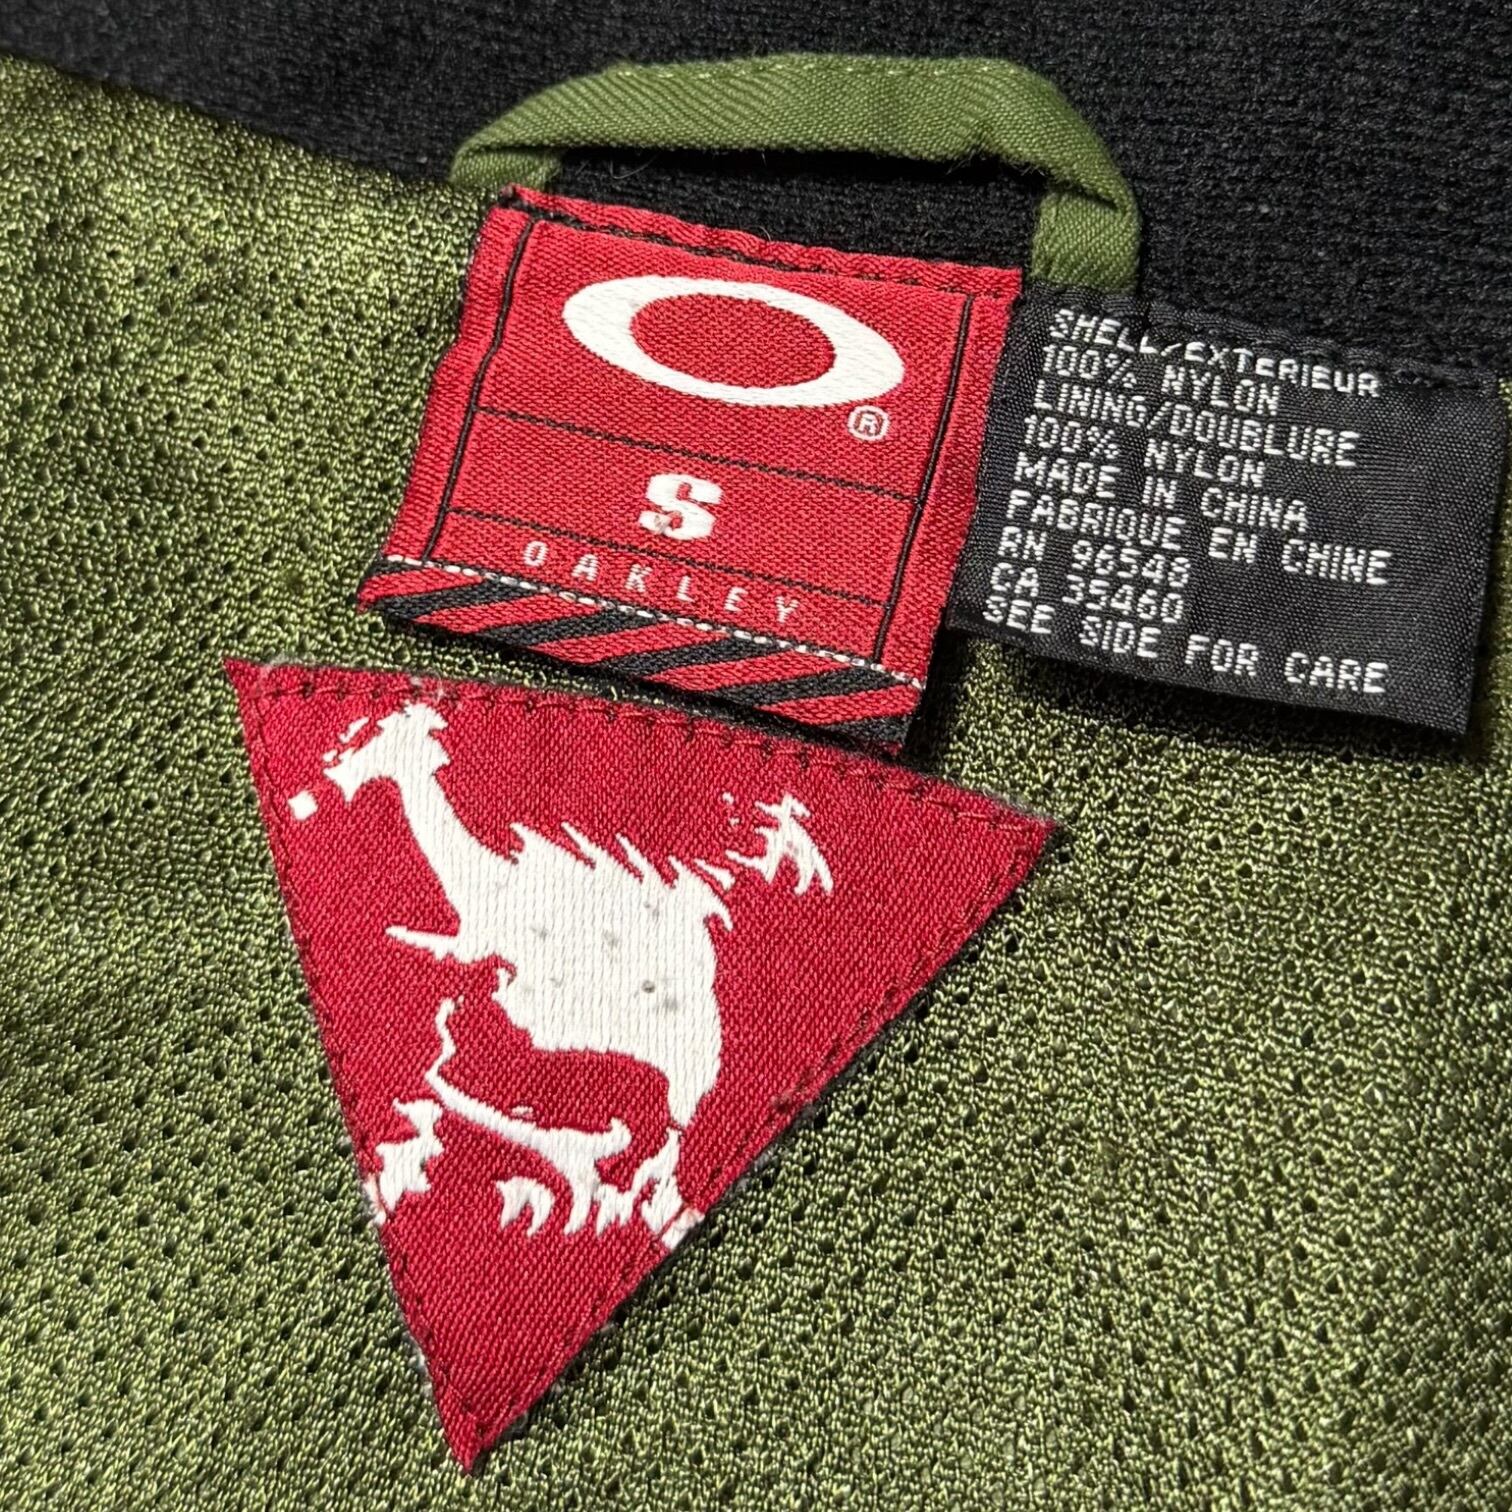 ®
S
OAKLEY
SHELL/EXTERIEUR
100% NYLON
LINING/DOUBLURE
100% NYLON
MADE IN CHINA
FABRIQUE EN CHINE
RN 96548
CA 35460
SEE SIDE FOR CARE